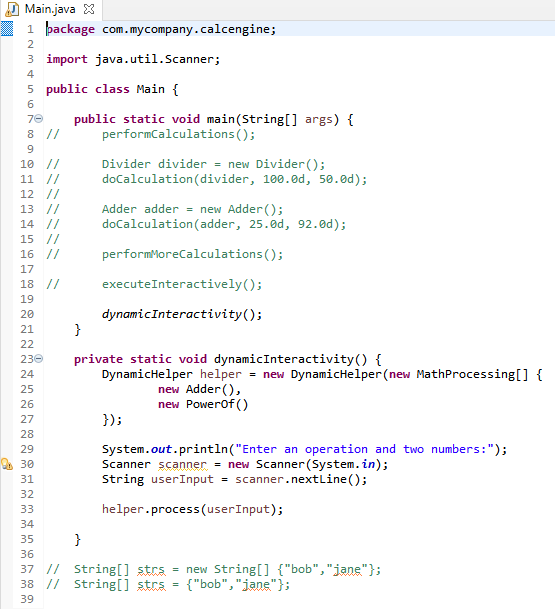 Main.java
1 package com.mycompany.calcengine;
2
3 import java.util.Scanner;
4
5 public class Main {
6
7 public static void main(String[] args) {
8 // performCalculations();
9
10 // Divider divider = new Divider();
11 // doCalculation(divider, 100.0d, 50.0d);
12 //
13 // Adder adder = new Adder();
14 // doCalculation(adder, 25.0d, 92.0d);
15 //
16 // performMoreCalculations();
17
18 // executeInteractively();
19
20 dynamicInteractivity();
21 }
22
23 private static void dynamicInteractivity() {
24 DynamicHelper helper = new DynamicHelper(new MathProcessing[] {
25 new Adder(),
26 new PowerOf()
27 });
28
29 System.out.println("Enter an operation and two numbers:");
30 Scanner scanner = new Scanner(System.in);
31 String userInput = scanner.nextLine();
32
33 helper.process(userInput);
34
35 }
36
37 // String[] strs = new String[] {"bob","jane"};
38 // String[] strs = {"bob","jane"};
39